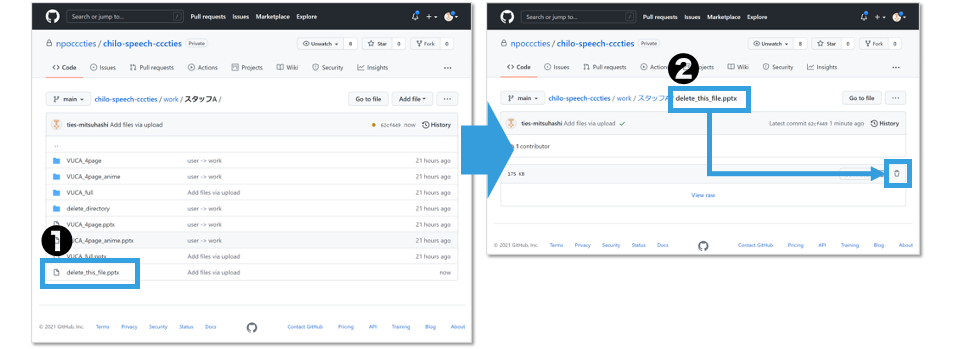 Search or jump to... /
Pull requests Issues Marketplace Explore
npocccties / chilo-speech-cccties Private
Unwatch 8 Star 0 Fork 0
Code Issues Pull requests Actions Projects Wiki Security Insights ...
main chilo-speech-cccties / work / スタッフA / Go to file Add file ...
ties-mitsuhashi Add files via upload 62cf449 now History
..
VUCA_4page user -> work 21 hours ago
VUCA_4page_anime user -> work 21 hours ago
VUCA_full Add files via upload 21 hours ago
delete_directory user -> work 21 hours ago
VUCA_4page.pptx user -> work 21 hours ago
VUCA_4page_anime.pptx user -> work 21 hours ago
1
VUCA_full.pptx Add files via upload 21 hours ago
delete_this_file.pptx Add files via upload now
© 2021 GitHub, Inc. Terms Privacy Security Status Docs Contact GitHub Pricing API Training Blog About
Search or jump to... /
Pull requests Issues Marketplace Explore
npocccties / chilo-speech-cccties Private
Unwatch 8 Star 0 Fork 0
Code Issues Pull requests Actions Projects Wiki Security Insights ...
2
main chilo-speech-cccties / work / スタッフA / delete_this_file.pptx Go to file ...
ties-mitsuhashi Add files via upload Latest commit 62cf449 1 minute ago History
1 contributor
175 KB
View raw
© 2021 GitHub, Inc. Terms Privacy Security Status Docs Contact GitHub Pricing API Training Blog About